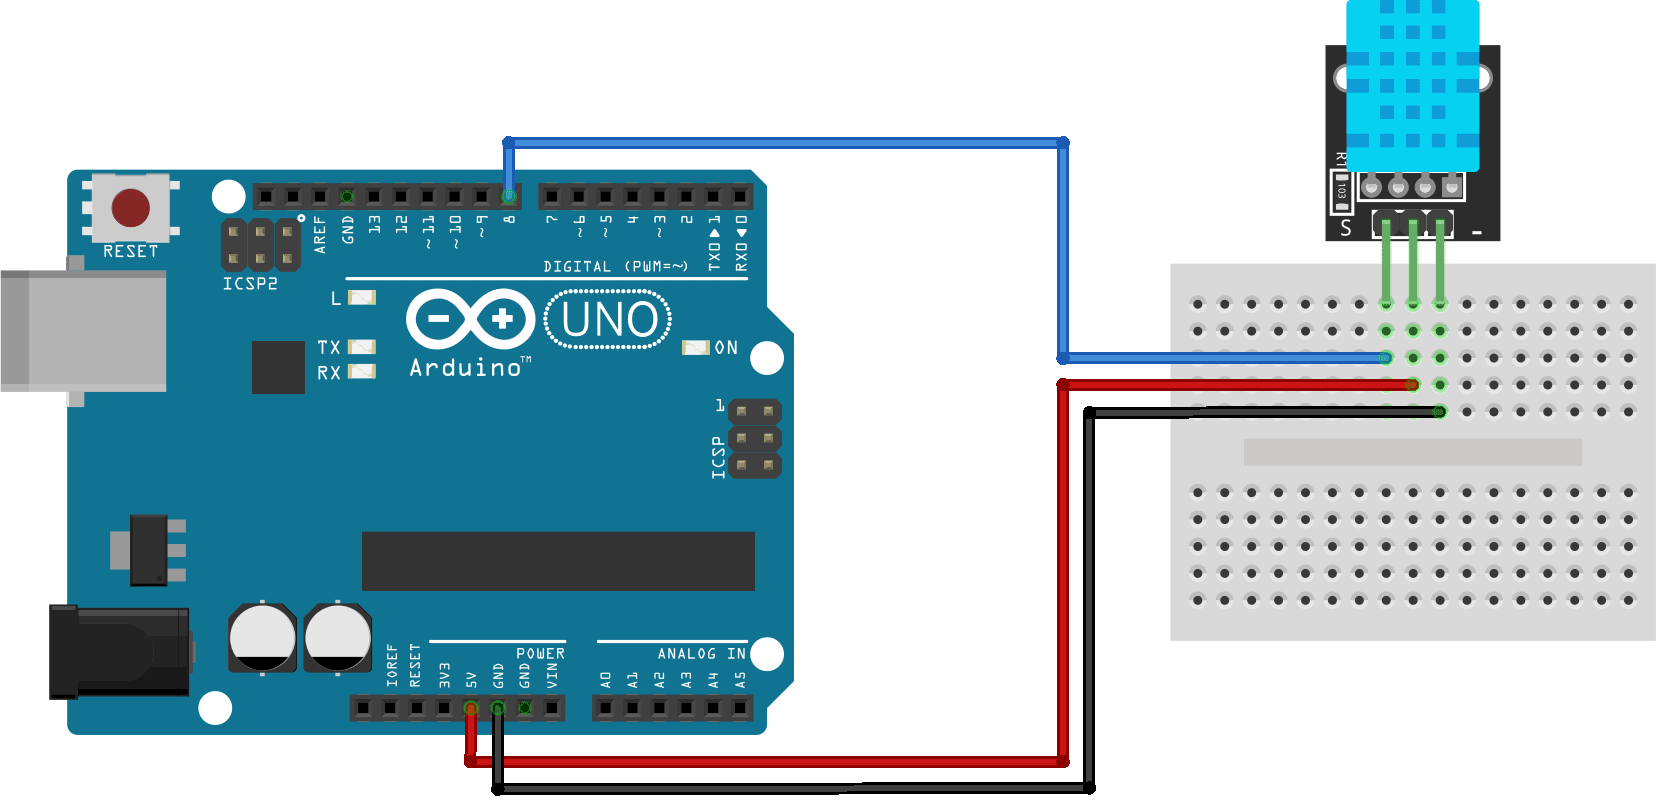 RESET
ICSP2
AREF
GND
13
12
~11
~10
~9
8
7
~6
~5
4
~3
2
TX0▶1
RX0◀0
DIGITAL (PWM=~)
L
TX
RX
Arduino™
UNO
ON
1
ICSP
R1
103
S
-
POWER
ANALOG IN
IOREF
RESET
3V3
5V
GND
GND
VIN
A0
A1
A2
A3
A4
A5